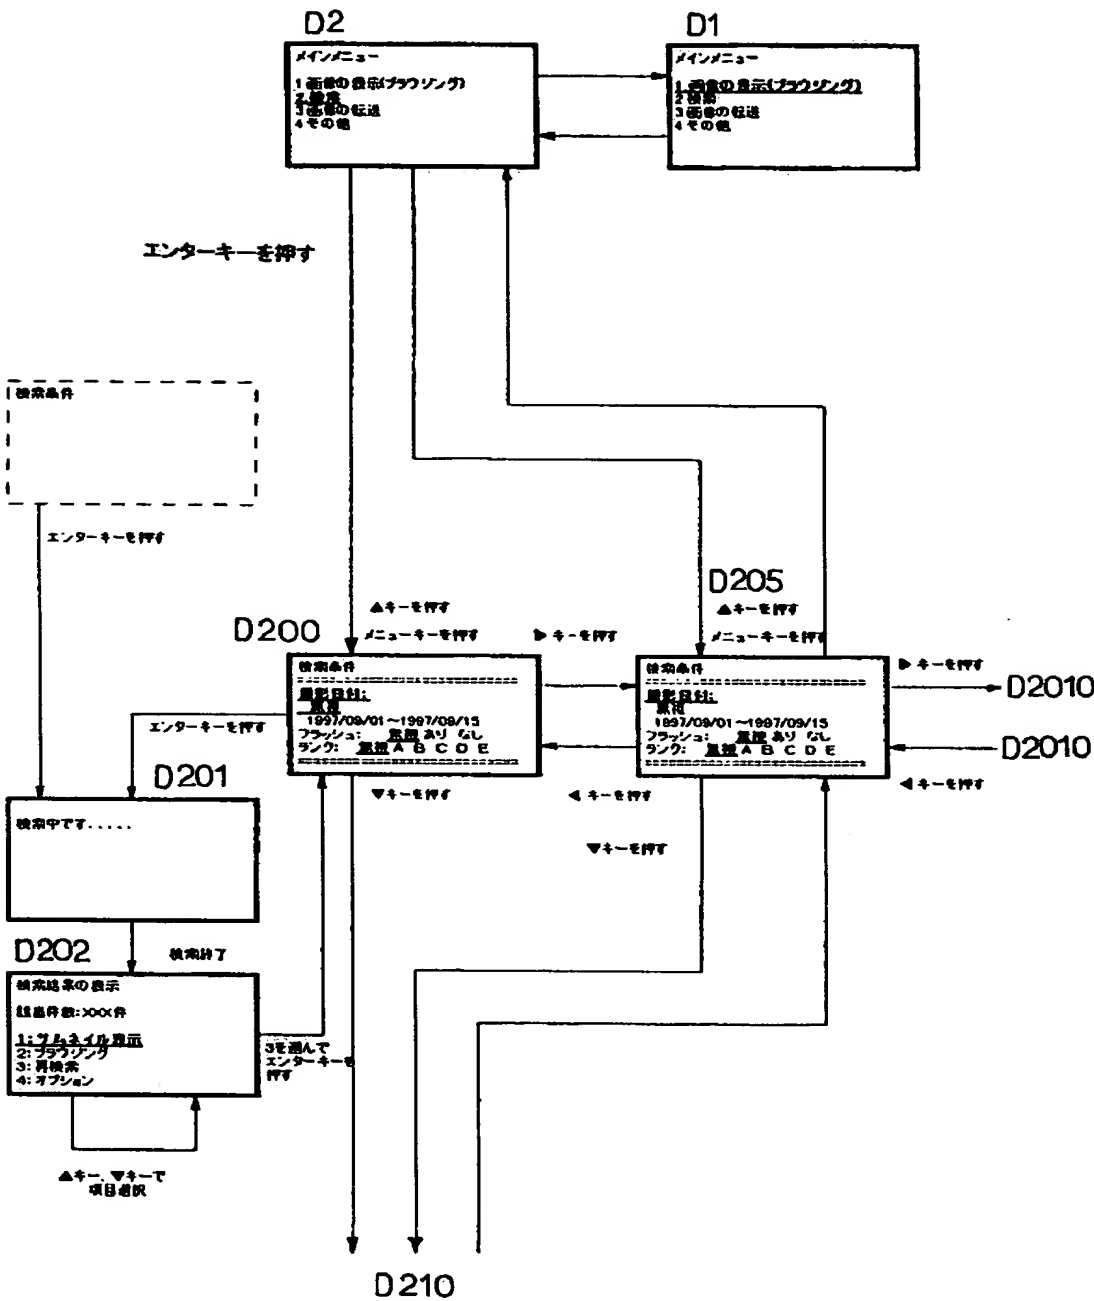 D2
メインメニュー
1 画像の表示(ブラウジング)
2 検索
3 画像の転送
4 その他
D1
メインメニュー
1 画像の表示(ブラウジング)
2 検索
3 画像の転送
4 その他
エンターキーを押す
検索条件
エンターキーを押す
D200
▲キーを押す
メニューキーを押す
▶ キーを押す
検索条件
撮影日付:
無視
1997/09/01～1997/09/15
フラッシュ: 無視 あり なし
ランク: 無視 A B C D E
D205
▲キーを押す
メニューキーを押す
▶ キーを押す
検索条件
撮影日付:
無視
1997/09/01～1997/09/15
フラッシュ: 無視 あり なし
ランク: 無視 A B C D E
D2010
D2010
◀ キーを押す
エンターキーを押す
▼キーを押す
◀ キーを押す
▼キーを押す
D201
検索中です.....
検索終了
D202
検索結果の表示
該当件数:XXX件
1:サムネイル表示
2:ブラウジング
3:再検索
4:オプション
3を選んで
エンターキーを
押す
▲キー、▼キーで
項目選択
D210